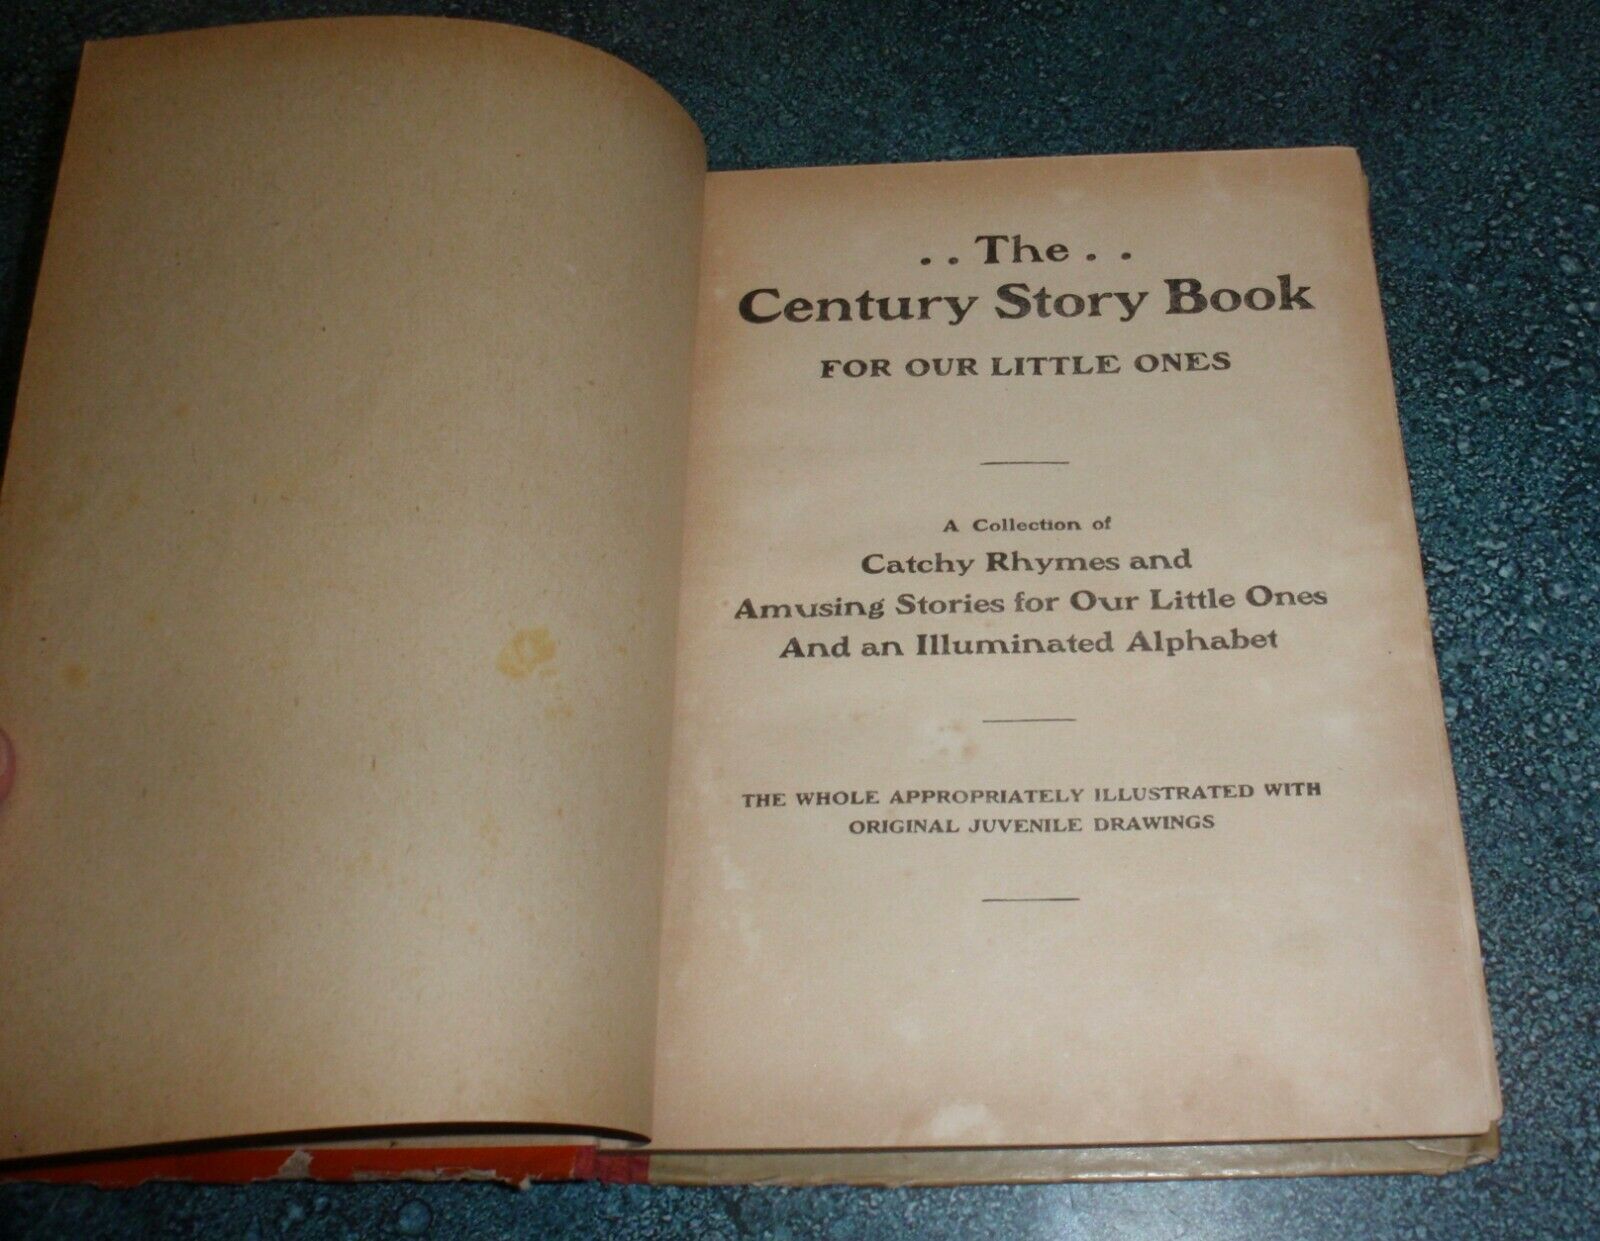 . . The . .
Century Story Book
FOR OUR LITTLE ONES
A Collection of
Catchy Rhymes and
Amusing Stories for Our Little Ones
And an Illuminated Alphabet
THE WHOLE APPROPRIATELY ILLUSTRATED WITH
ORIGINAL JUVENILE DRAWINGS